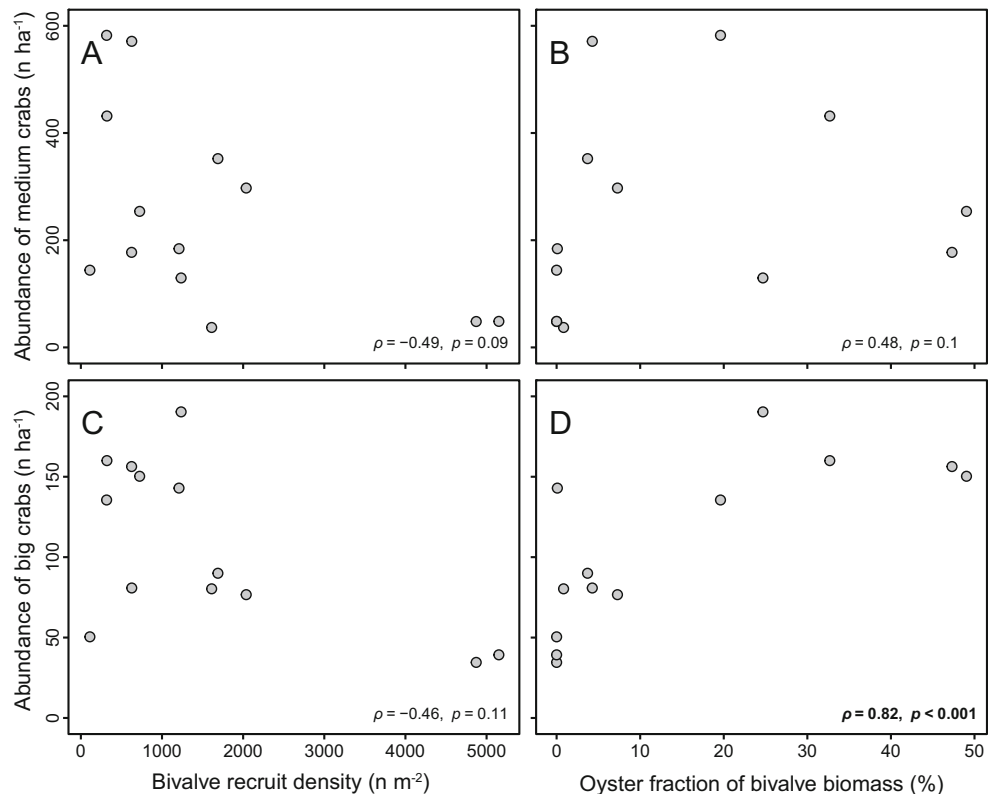 Abundance of medium crabs (n ha⁻¹)
600
400
200
0
A
ρ = −0.49, p = 0.09
B
ρ = 0.48, p = 0.1
Abundance of big crabs (n ha⁻¹)
200
150
100
50
0
C
ρ = −0.46, p = 0.11
D
ρ = 0.82, p < 0.001
0 1000 2000 3000 4000 5000
Bivalve recruit density (n m⁻²)
0 10 20 30 40 50
Oyster fraction of bivalve biomass (%)